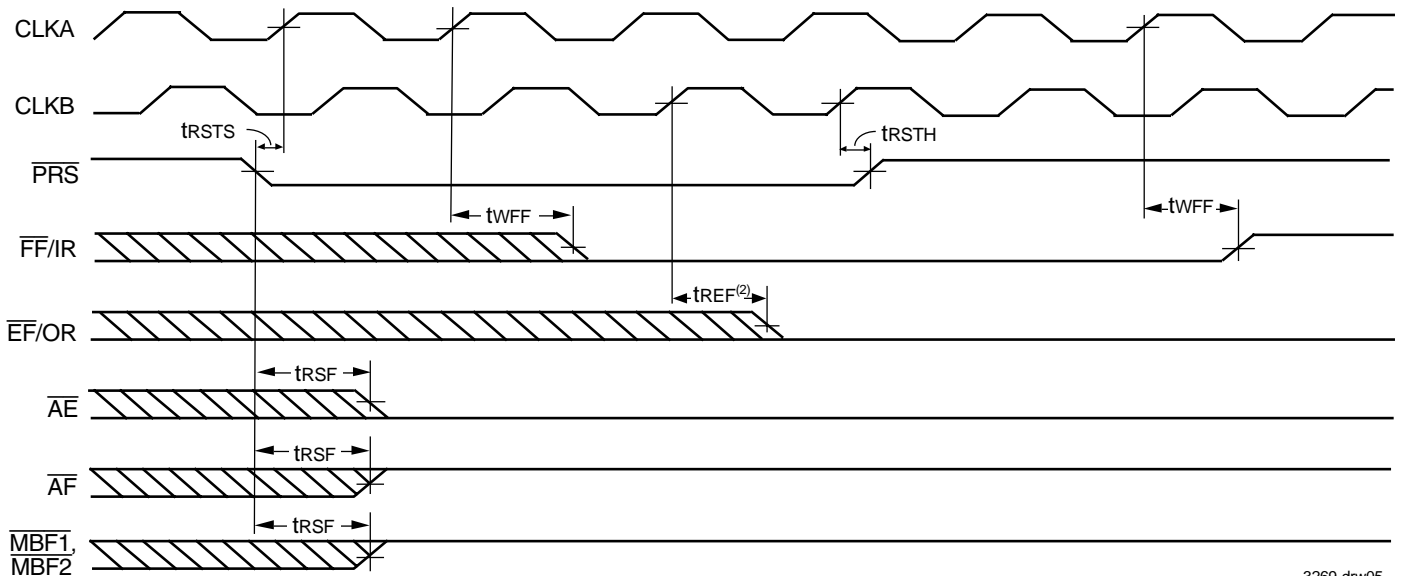 CLKA
CLKB
tRSTS
tRSTH
PRS
tWFF
tWFF
FF/IR
tREF(2)
EF/OR
tRSF
AE
tRSF
AF
tRSF
MBF1,
MBF2
3269 drw05